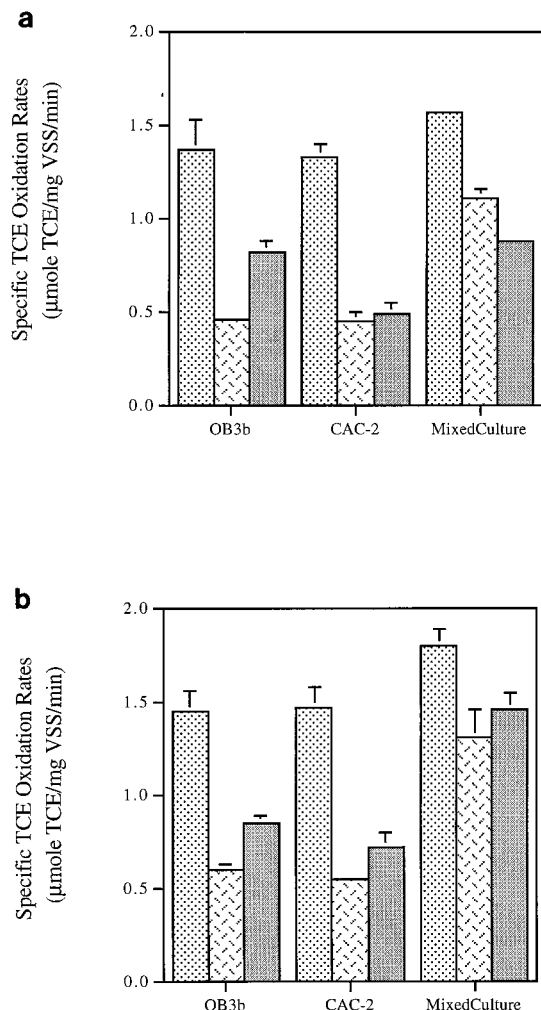 a
Specific TCE Oxidation Rates
(μmole TCE/mg VSS/min)
2.0
1.5
1.0
0.5
0.0
OB3b CAC-2 MixedCulture
b
Specific TCE Oxidation Rates
(μmole TCE/mg VSS/min)
2.0
1.5
1.0
0.5
0.0
OB3b CAC-2 MixedCulture